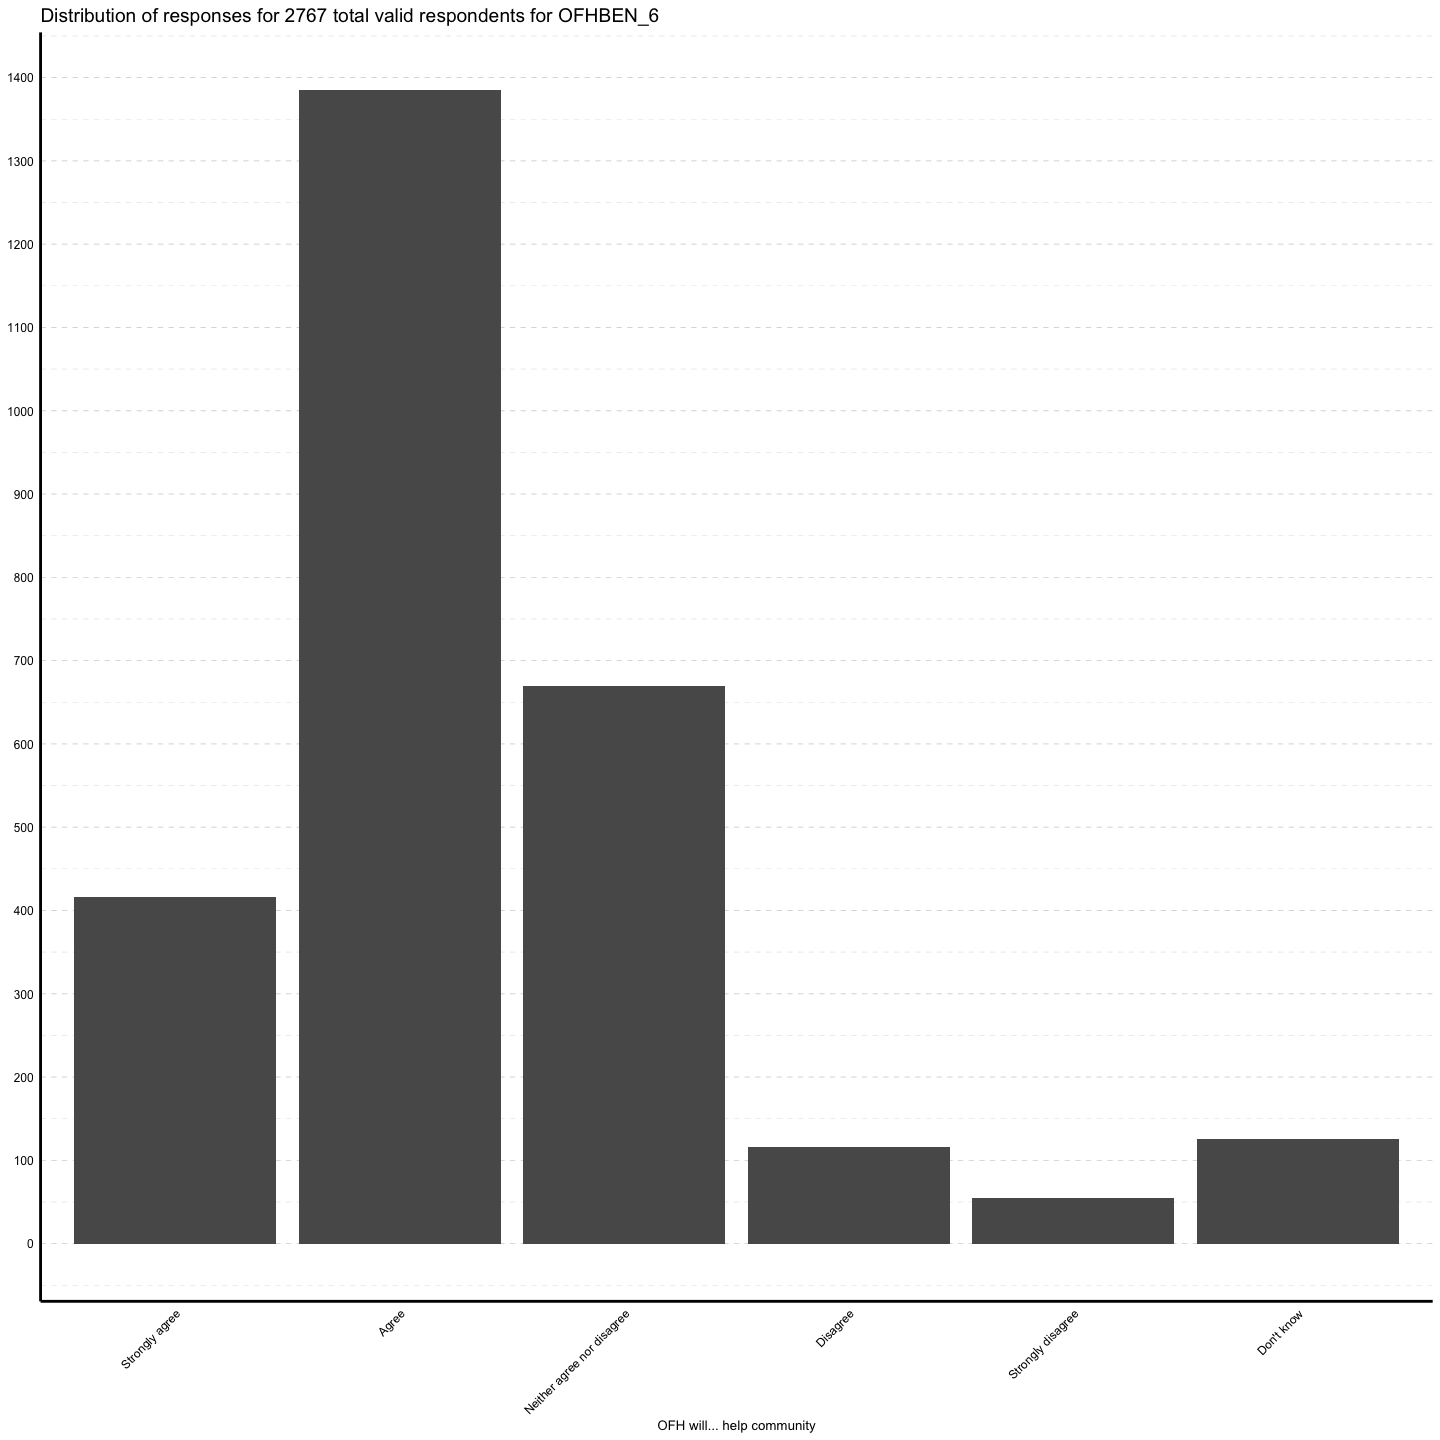 Distribution of responses for 2767 total valid respondents for OFHBEN_6
1400
1300
1200
1100
1000
900
800
700
600
500
400
300
200
100
0
Strongly agree
Agree
Neither agree nor disagree
Disagree
Strongly disagree
Don't know
OFH will... help community